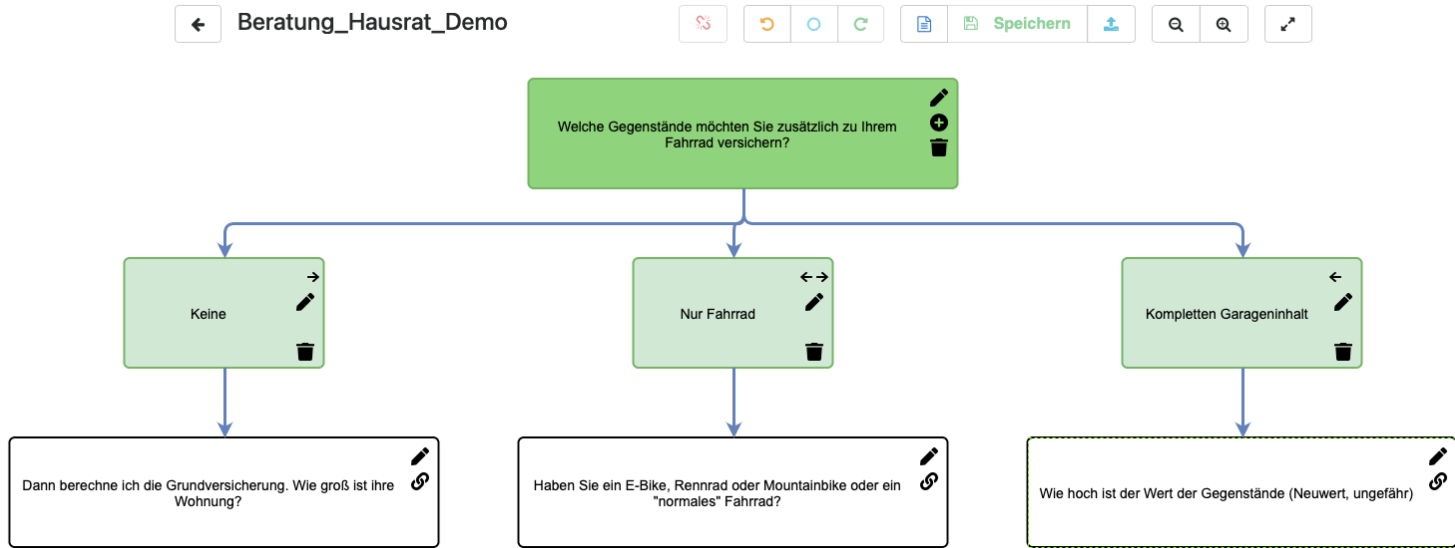 Beratung_Hausrat_Demo
Speichern
Welche Gegenstände möchten Sie zusätzlich zu Ihrem
Fahrrad versichern?
Keine
Nur Fahrrad
Kompletten Garageninhalt
Dann berechne ich die Grundversicherung. Wie groß ist ihre
Wohnung?
Haben Sie ein E-Bike, Rennrad oder Mountainbike oder ein
"normales" Fahrrad?
Wie hoch ist der Wert der Gegenstände (Neuwert, ungefähr)